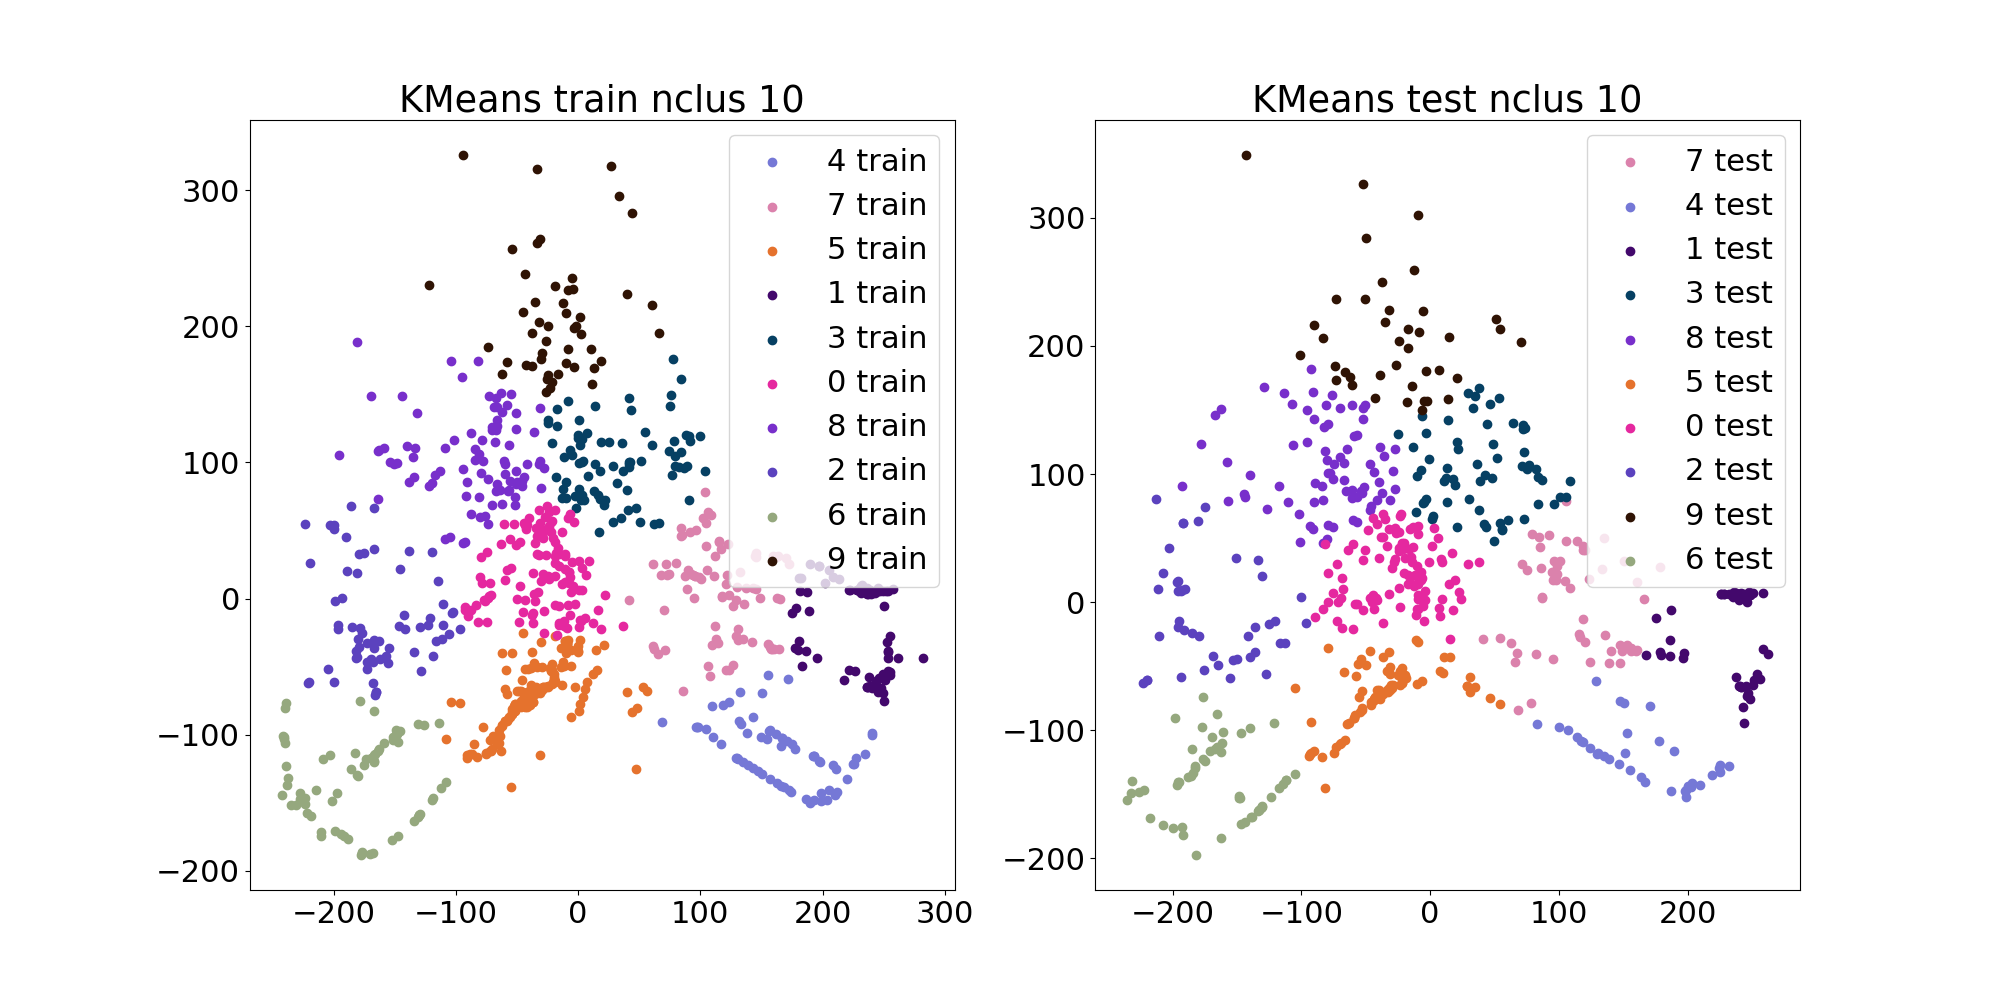 KMeans train nclus 10
300
200
100
0
−100
−200
−200
−100
0
100
200
300
4 train
7 train
5 train
1 train
3 train
0 train
8 train
2 train
6 train
9 train
KMeans test nclus 10
300
200
100
0
−100
−200
−200
−100
0
100
200
7 test
4 test
1 test
3 test
8 test
5 test
0 test
2 test
9 test
6 test